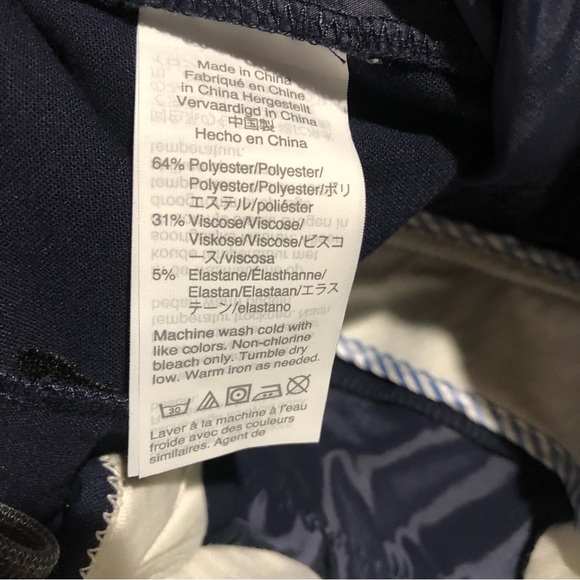 Made in China
Fabriqué en Chine
in China Hergestellt
Vervaardigd in China
中国製
Hecho en China
64% Polyester/Polyester/
Polyester/Polyester/ポリ
エステル/poliéster
31% Viscose/Viscose/
Viskose/Viscose/ビスコ
ース/viscosa
5% Elastane/Élasthanne/
Elastan/Elastaan/エラス
テーン/elastano
Machine wash cold with
like colors. Non-chlorine
bleach only. Tumble dry
low. Warm iron as needed.
30
Laver à la machine à l'eau
froide avec des couleurs
similaires. Agent de